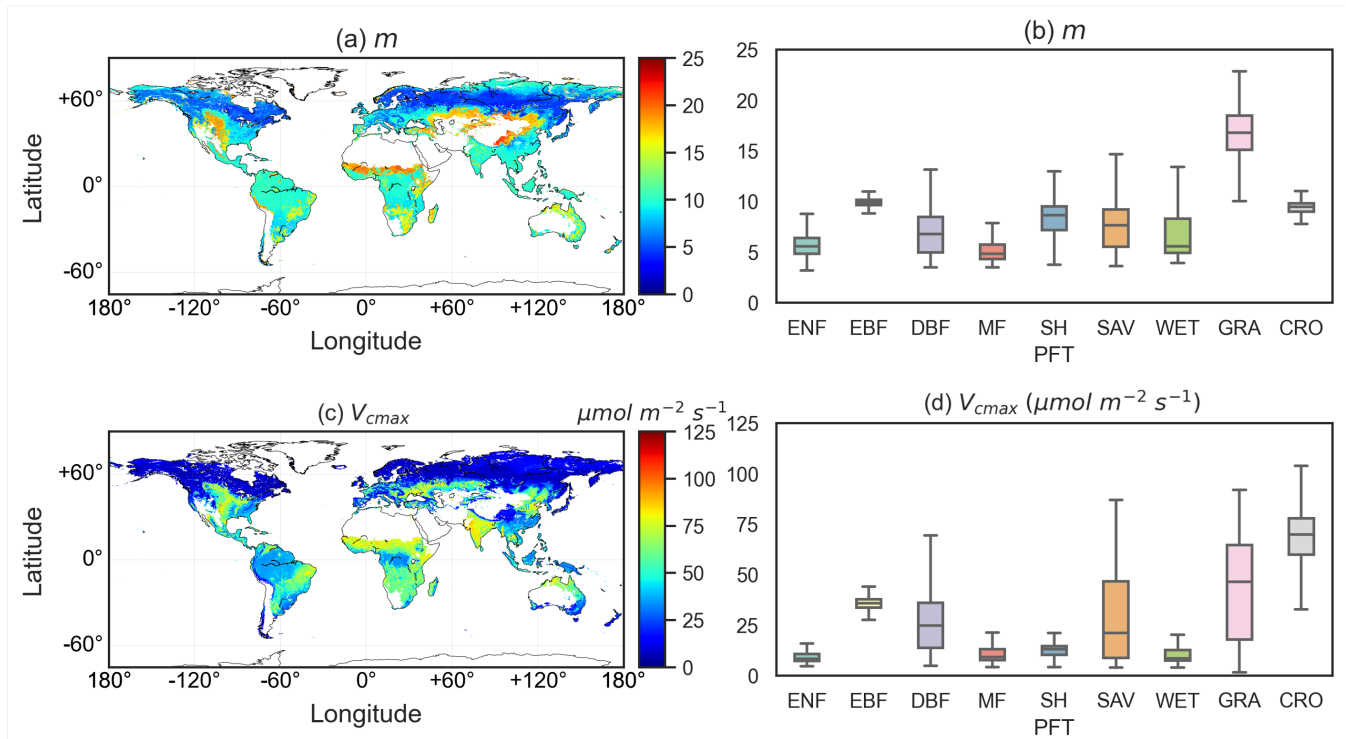 (a) m
25
20
15
10
5
0
+60°
0°
-60°
Latitude
180° -120° -60° 0° +60° +120° 180°
Longitude
(b) m
25
20
15
10
5
0
ENF EBF DBF MF SH SAV WET GRA CRO
PFT
(c) Vcmax
μmol m⁻² s⁻¹
125
100
75
50
25
0
+60°
0°
-60°
Latitude
180° -120° -60° 0° +60° +120° 180°
Longitude
(d) Vcmax (μmol m⁻² s⁻¹)
125
100
75
50
25
0
ENF EBF DBF MF SH SAV WET GRA CRO
PFT